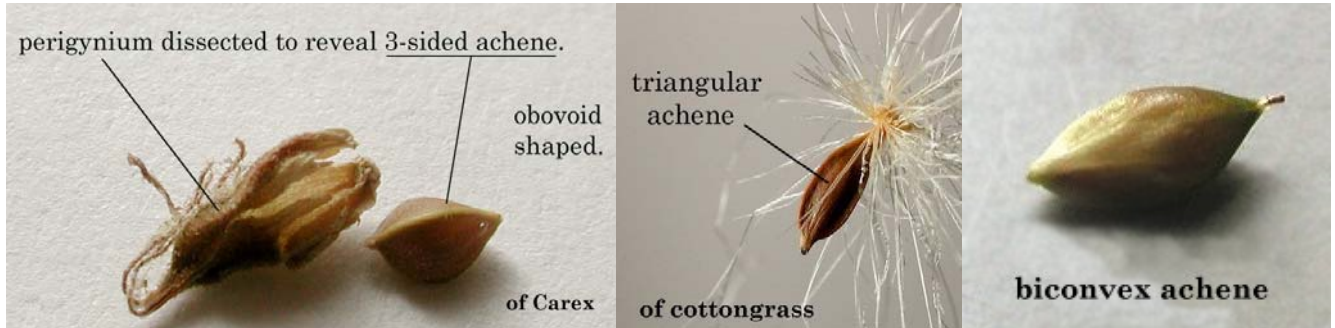 perigynium dissected to reveal 3-sided achene.
obovoid
shaped.
of Carex
triangular
achene
of cottongrass
biconvex achene